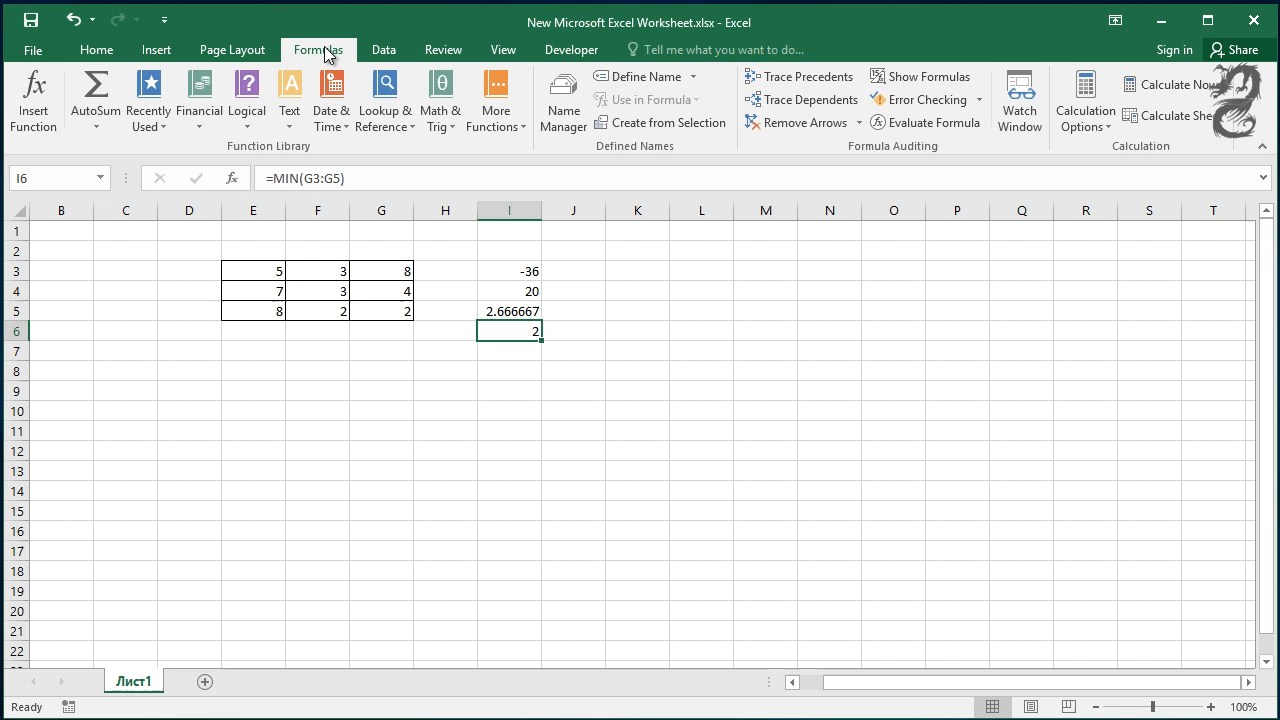 New Microsoft Excel Worksheet.xlsx - Excel
File Home Insert Page Layout Formulas Data Review View Developer Tell me what you want to do... Sign in Share
Insert Function
AutoSum
Recently Used
Financial
Logical
Text
Date & Time
Lookup & Reference
Math & Trig
More Functions
Function Library
Name Manager
Define Name
Use in Formula
Create from Selection
Defined Names
Trace Precedents
Trace Dependents
Remove Arrows
Show Formulas
Error Checking
Evaluate Formula
Formula Auditing
Watch Window
Calculation Options
Calculate
Calculate
Calculation
I6 fx =MIN(G3:G5)
B C D E F G H I J K L M N O P Q R S T
1
2
3 5 3 8 -36
4 7 3 4 20
5 8 2 2 2.666667
6 2
7
8
9
10
11
12
13
14
15
16
17
18
19
20
21
22
Лист1
Ready 100%